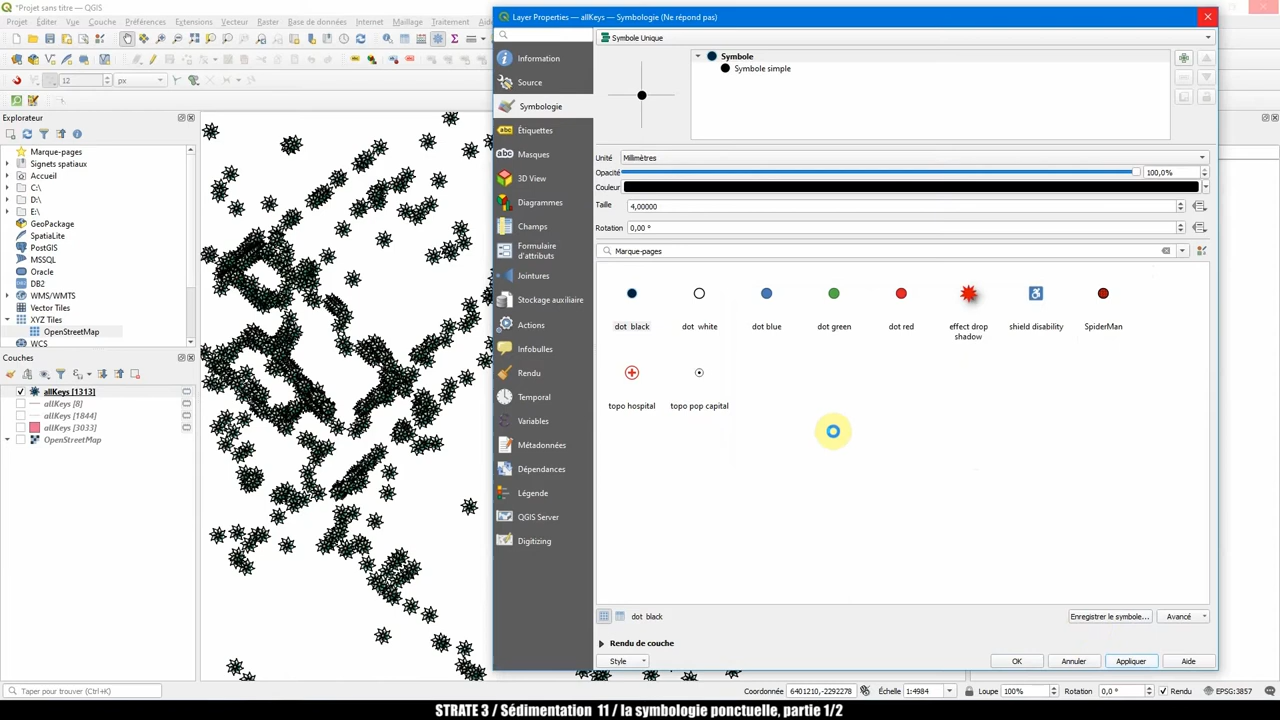 *Projet sans titre — QGIS
Layer Properties — allKeys — Symbologie (Ne répond pas)
Projet Éditer Vue Couche Préférences Extensions Vecteur Raster Base de données Internet Maillage Traitement
12 px
Explorateur
Marque-pages
Signets spatiaux
Accueil
C:\
D:\
E:\
GeoPackage
SpatiaLite
PostGIS
MSSQL
Oracle
DB2
WMS/WMTS
Vector Tiles
XYZ Tiles
OpenStreetMap
WCS
Couches
allKeys [1313]
allKeys [8]
allKeys [1844]
allKeys [3033]
OpenStreetMap
Information
Source
Symbologie
Étiquettes
Masques
3D View
Diagrammes
Champs
Formulaire
d'attributs
Jointures
Stockage auxiliaire
Actions
Infobulles
Rendu
Temporal
Variables
Métadonnées
Dépendances
Légende
QGIS Server
Digitizing
Symbole Unique
Symbole
Symbole simple
Unité Millimètres
Opacité 100,0%
Couleur
Taille 4,00000
Rotation 0,00 °
Marque-pages
dot black dot white dot blue dot green dot red effect drop shadow shield disability SpiderMan
topo hospital topo pop capital
dot black
Enregistrer le symbole... Avancé
Rendu de couche
Style OK Annuler Appliquer Aide
Taper pour trouver (Ctrl+K) Coordonnée 6401210,-2292278 Échelle 1:4984 Loupe 100% Rotation 0,0 ° Rendu EPSG:3857
STRATE 3 / Sédimentation 11 / la symbologie ponctuelle, partie 1/2